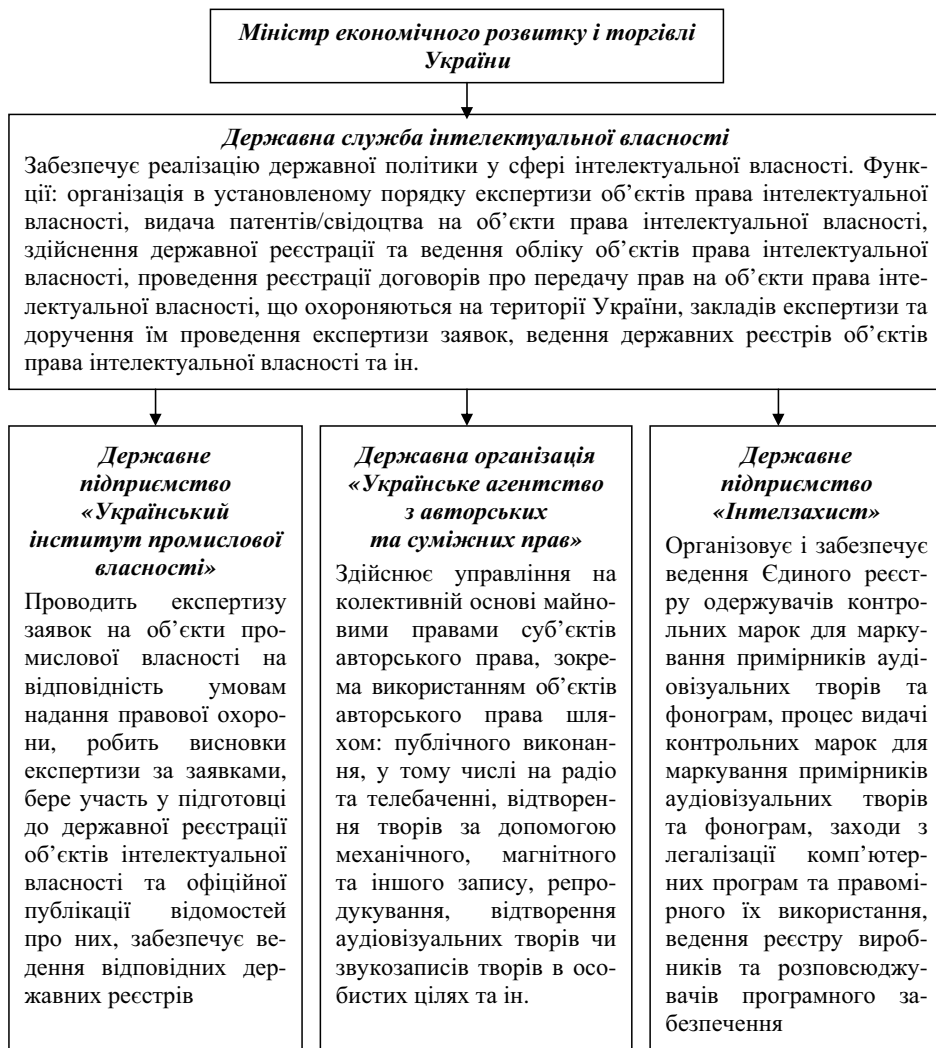 Міністр економічного розвитку і торгівлі
України
Державна служба інтелектуальної власності
Забезпечує реалізацію державної політики у сфері інтелектуальної власності. Функ-
ції: організація в установленому порядку експертизи об’єктів права інтелектуальної
власності, видача патентів/свідоцтва на об’єкти права інтелектуальної власності,
здійснення державної реєстрації та ведення обліку об’єктів права інтелектуальної
власності, проведення реєстрації договорів про передачу прав на об’єкти права інте-
лектуальної власності, що охороняються на території України, закладів експертизи та
доручення їм проведення експертизи заявок, ведення державних реєстрів об’єктів
права інтелектуальної власності та ін.
Державне
підприємство
«Український
інститут промислової
власності»
Проводить експертизу
заявок на об’єкти про-
мислової власності на
відповідність умовам
надання правової охоро-
ни, робить висновки
експертизи за заявками,
бере участь у підготовці
до державної реєстрації
об’єктів інтелектуальної
власності та офіційної
публікації відомостей
про них, забезпечує ве-
дення відповідних дер-
жавних реєстрів
Державна організація
«Українське агентство
з авторських
та суміжних прав»
Здійснює управління на
колективній основі майно-
вими правами суб’єктів
авторського права, зокре-
ма використанням об’єктів
авторського права шля-
хом: публічного виконан-
ня, у тому числі на радіо
та телебаченні, відтворен-
ня творів за допомогою
механічного, магнітного
та іншого запису, репро-
дукування, відтворення
аудіовізуальних творів чи
звукозаписів творів в осо-
бистих цілях та ін.
Державне
підприємство
«Інтелзахист»
Організовує і забезпечує
ведення Єдиного реєст-
ру одержувачів контро-
льних марок для марку-
вання примірників ауді-
овізуальних творів та
фонограм, процес видачі
контрольних марок для
маркування примірників
аудіовізуальних творів
та фонограм, заходи з
легалізації комп’ютер-
них програм та правомі-
рного їх використання,
ведення реєстру вироб-
ників та розповсюджу-
вачів програмного за-
безпечення